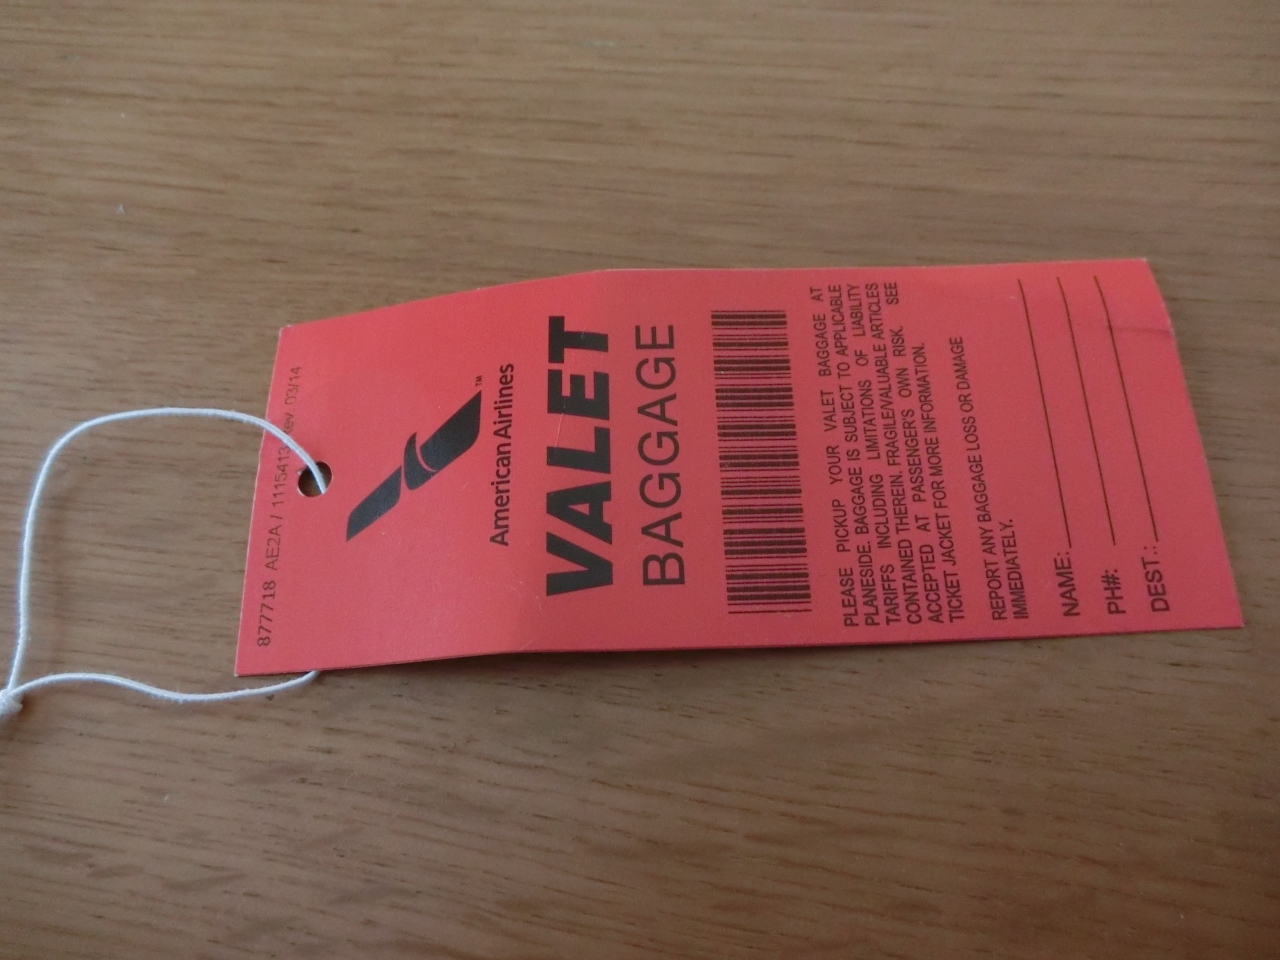 877718 AE2A / 1115413 Rev. 03/14
TM
American Airlines
VALET
BAGGAGE
PLEASE PICKUP YOUR VALET BAGGAGE AT
PLANESIDE. BAGGAGE IS SUBJECT TO APPLICABLE
TARIFFS INCLUDING LIMITATIONS OF LIABILITY
CONTAINED THEREIN. FRAGILE/VALUABLE ARTICLES
ACCEPTED AT PASSENGER'S OWN RISK. SEE
TICKET JACKET FOR MORE INFORMATION.
REPORT ANY BAGGAGE LOSS OR DAMAGE
IMMEDIATELY.
NAME:
PH#:
DEST.: